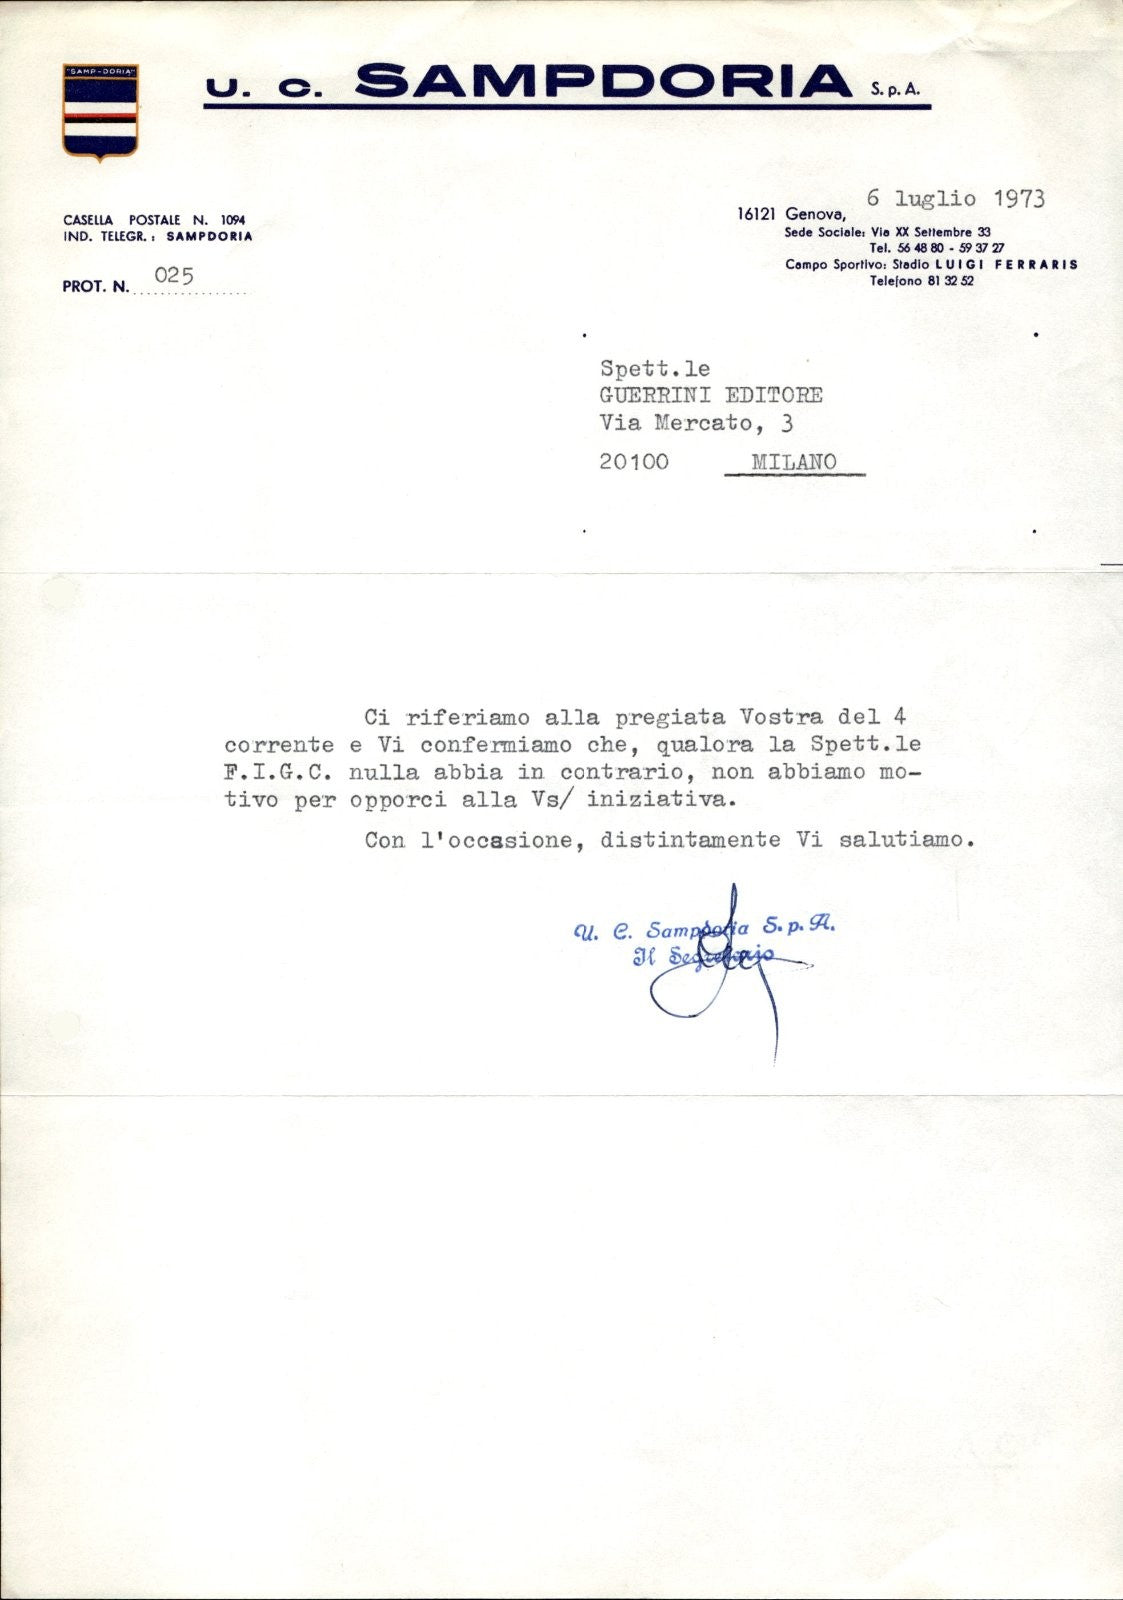 "SAMP-DORIA"
U. C. SAMPDORIA S.p.A.
CASELLA POSTALE N. 1094
IND. TELEGR.: SAMPDORIA
PROT. N. 025
6 luglio 1973
16121 Genova,
Sede Sociale: Via XX Settembre 33
Tel. 56 48 80 - 59 37 27
Campo Sportivo: Stadio LUIGI FERRARIS
Telefono 81 32 52
Spett.le
GUERRINI EDITORE
Via Mercato, 3
20100 MILANO
Ci riferiamo alla pregiata Vostra del 4
corrente e Vi confermiamo che, qualora la Spett.le
F.I.G.C. nulla abbia in contrario, non abbiamo mo-
tivo per opporci alla Vs/ iniziativa.
Con l'occasione, distintamente Vi salutiamo.
U. C. Sampdoria S.p.A.
Il Segretario